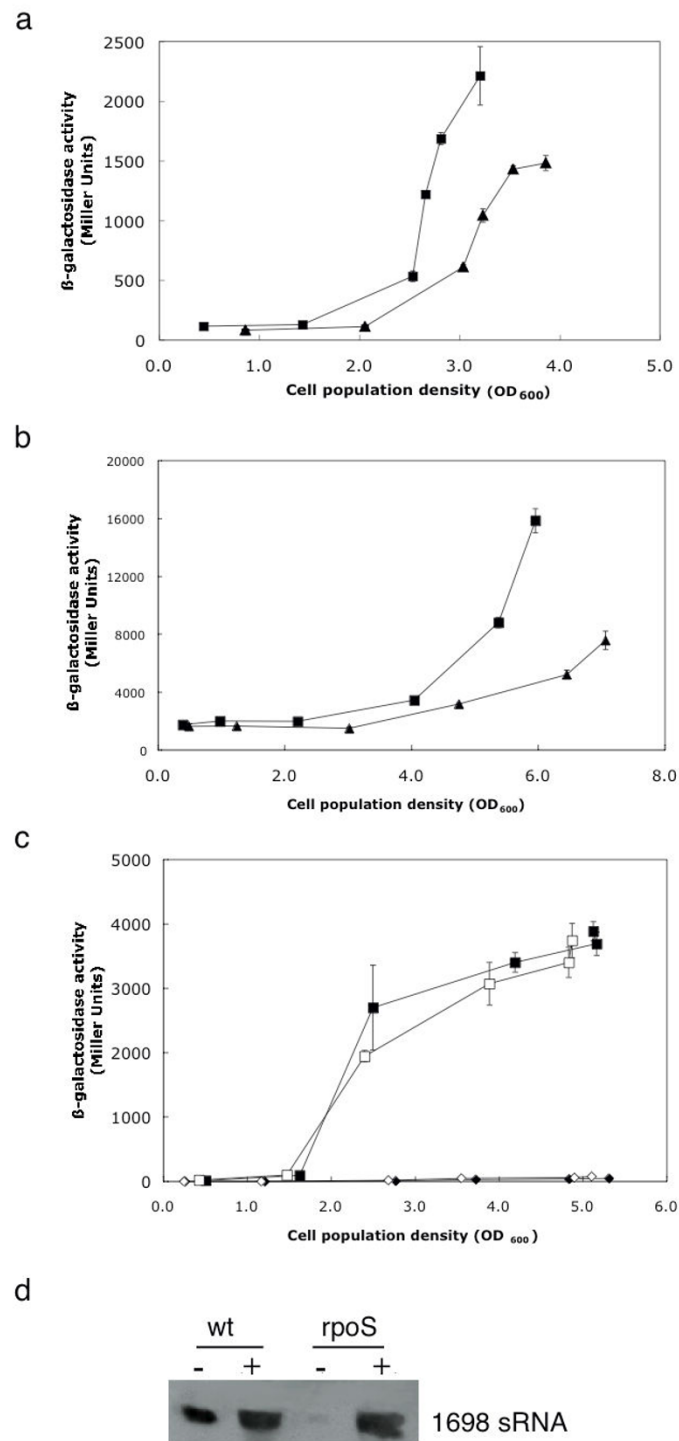 a
2500
2000
1500
1000
500
0
ß-galactosidase activity
(Miller Units)
0.0 1.0 2.0 3.0 4.0 5.0
Cell population density (OD600)
b
20000
16000
12000
8000
4000
0
ß-galactosidase activity
(Miller Units)
0.0 2.0 4.0 6.0 8.0
Cell population density (OD600)
c
5000
4000
3000
2000
1000
0
ß-galactosidase activity
(Miller Units)
0.0 1.0 2.0 3.0 4.0 5.0 6.0
Cell population density (OD 600)
d
wt rpoS
- + - +
1698 sRNA